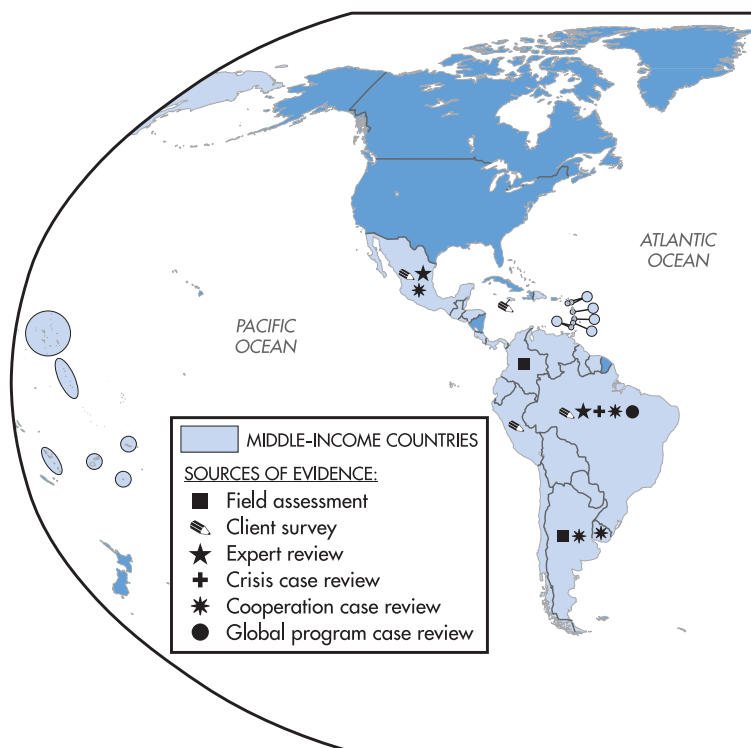 ATLANTIC
OCEAN
PACIFIC
OCEAN
MIDDLE-INCOME COUNTRIES
SOURCES OF EVIDENCE:
Field assessment
Client survey
Expert review
Crisis case review
Cooperation case review
Global program case review